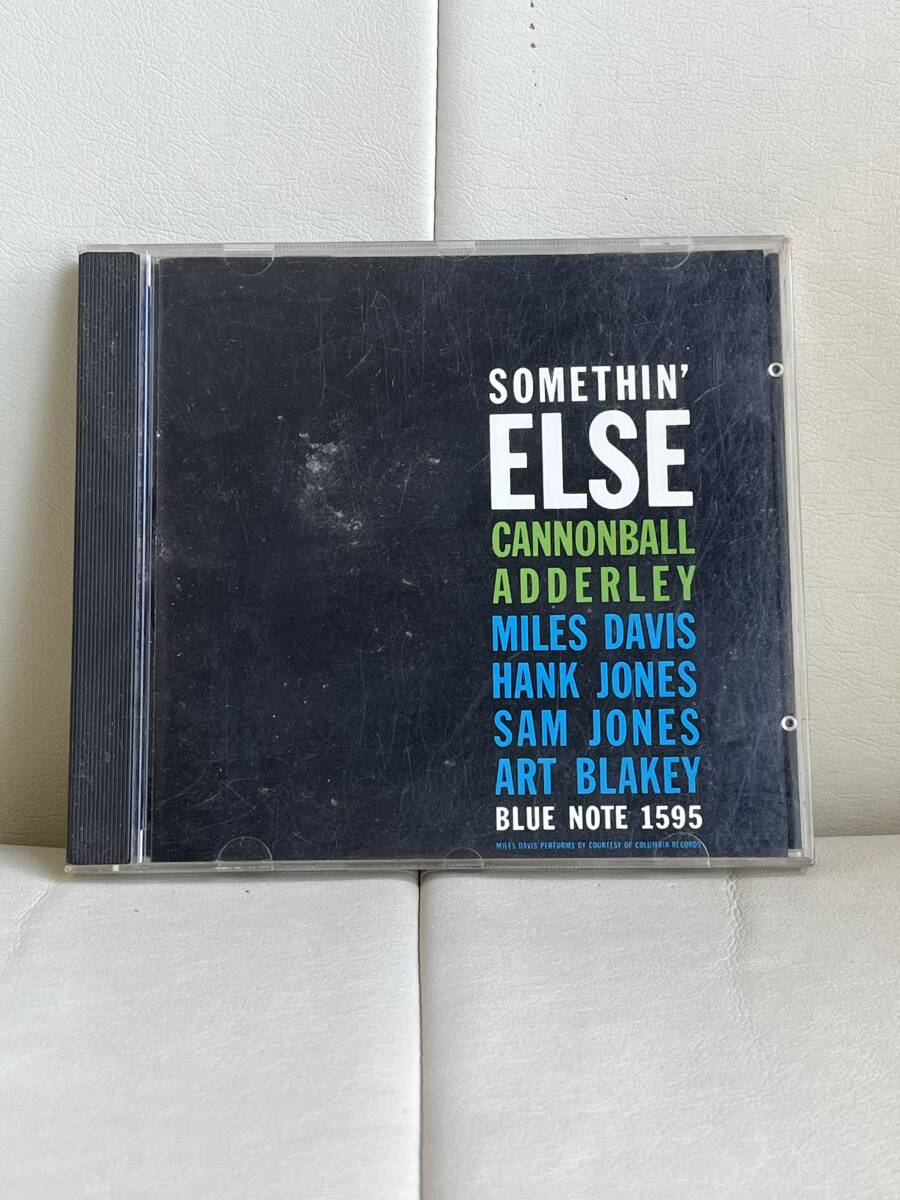 SOMETHIN'
ELSE
CANNONBALL
ADDERLEY
MILES DAVIS
HANK JONES
SAM JONES
ART BLAKEY
BLUE NOTE 1595
MILES DAVIS PERFORMS BY COURTESY OF COLUMBIA RECORDS